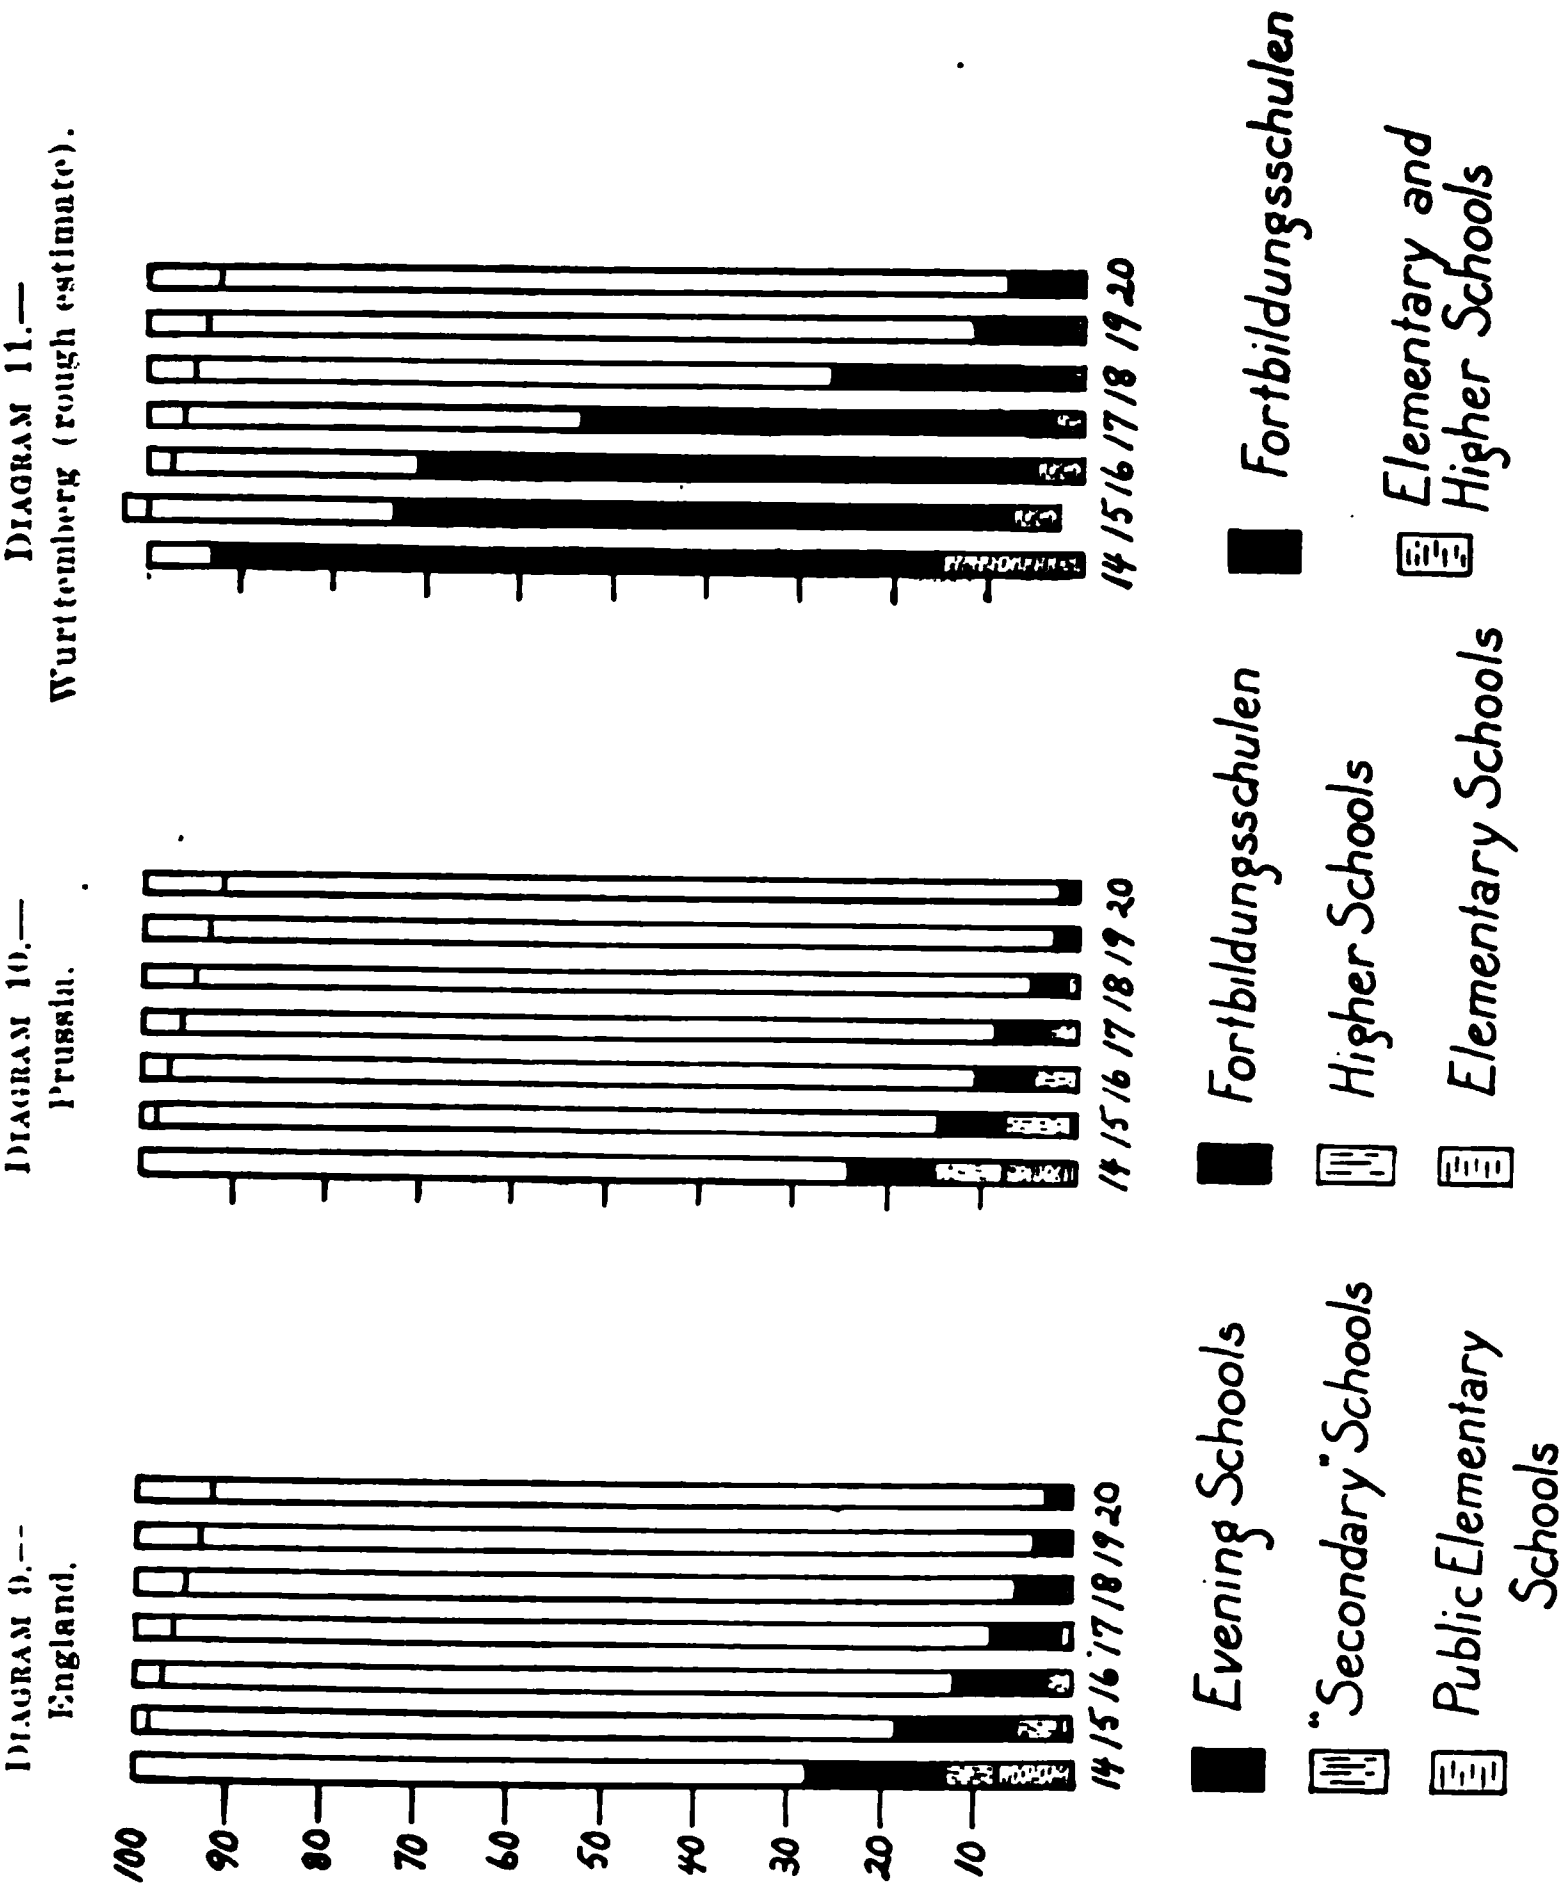 DIAGRAM 9.—
England.
DIAGRAM 10.—
Prussia.
DIAGRAM 11.—
Wurttemberg (rough estimate).
100
90
80
70
60
50
40
30
20
10
14 15 16 17 18 19 20
14 15 16 17 18 19 20
14 15 16 17 18 19 20
Evening Schools
"Secondary" Schools
Public Elementary
Schools
Fortbildungsschulen
Higher Schools
Elementary Schools
Fortbildungsschulen
Elementary and
Higher Schools